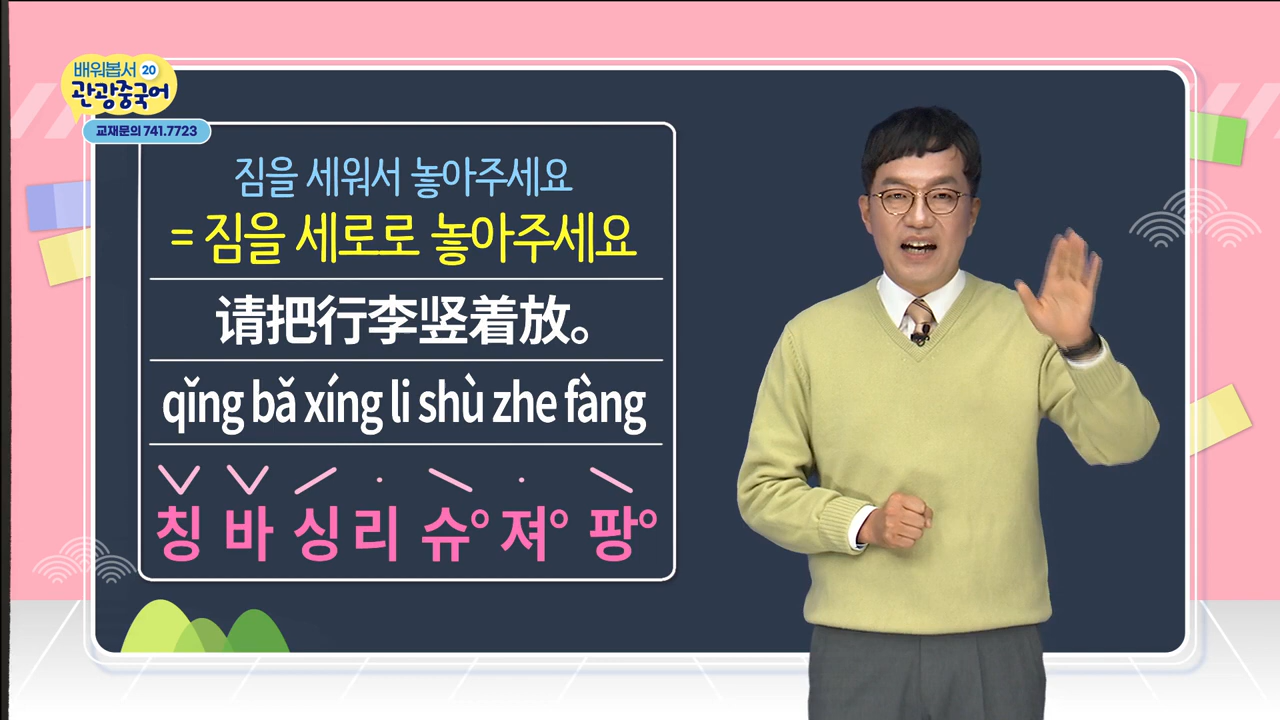 배워봅서 20
관광중국어
교재문의 741.7723
짐을 세워서 놓아주세요
= 짐을 세로로 놓아주세요
请把行李竖着放。
qǐng bǎ xíng li shù zhe fàng
칭 바 싱 리 슈° 져° 팡°